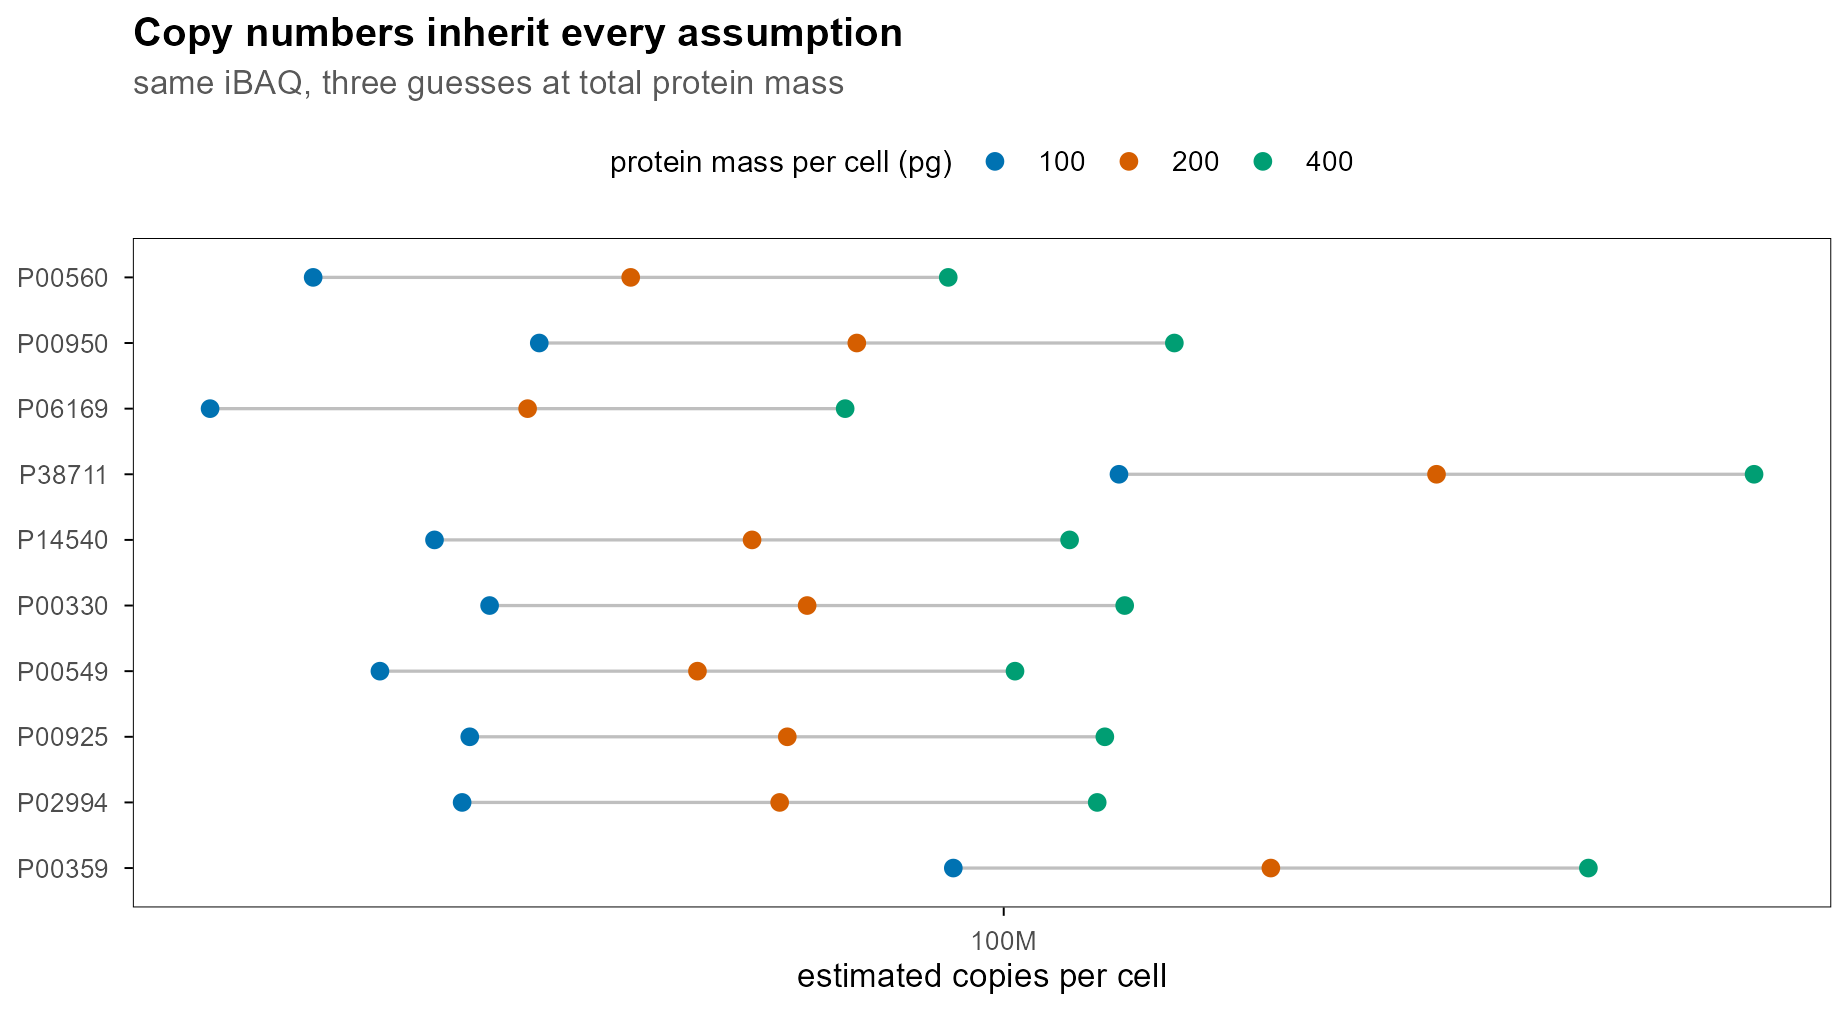 Copy numbers inherit every assumption
same iBAQ, three guesses at total protein mass
protein mass per cell (pg) 100 200 400
P00560
P00950
P06169
P38711
P14540
P00330
P00549
P00925
P02994
P00359
100M
estimated copies per cell